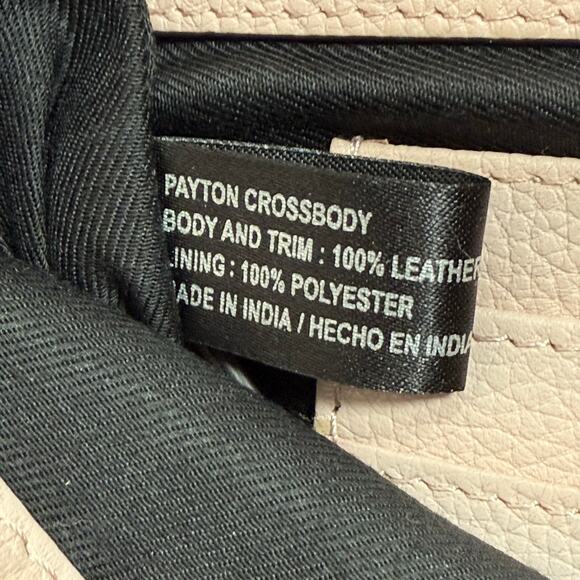 PAYTON CROSSBODY
BODY AND TRIM : 100% LEATHER
LINING : 100% POLYESTER
MADE IN INDIA / HECHO EN INDIA